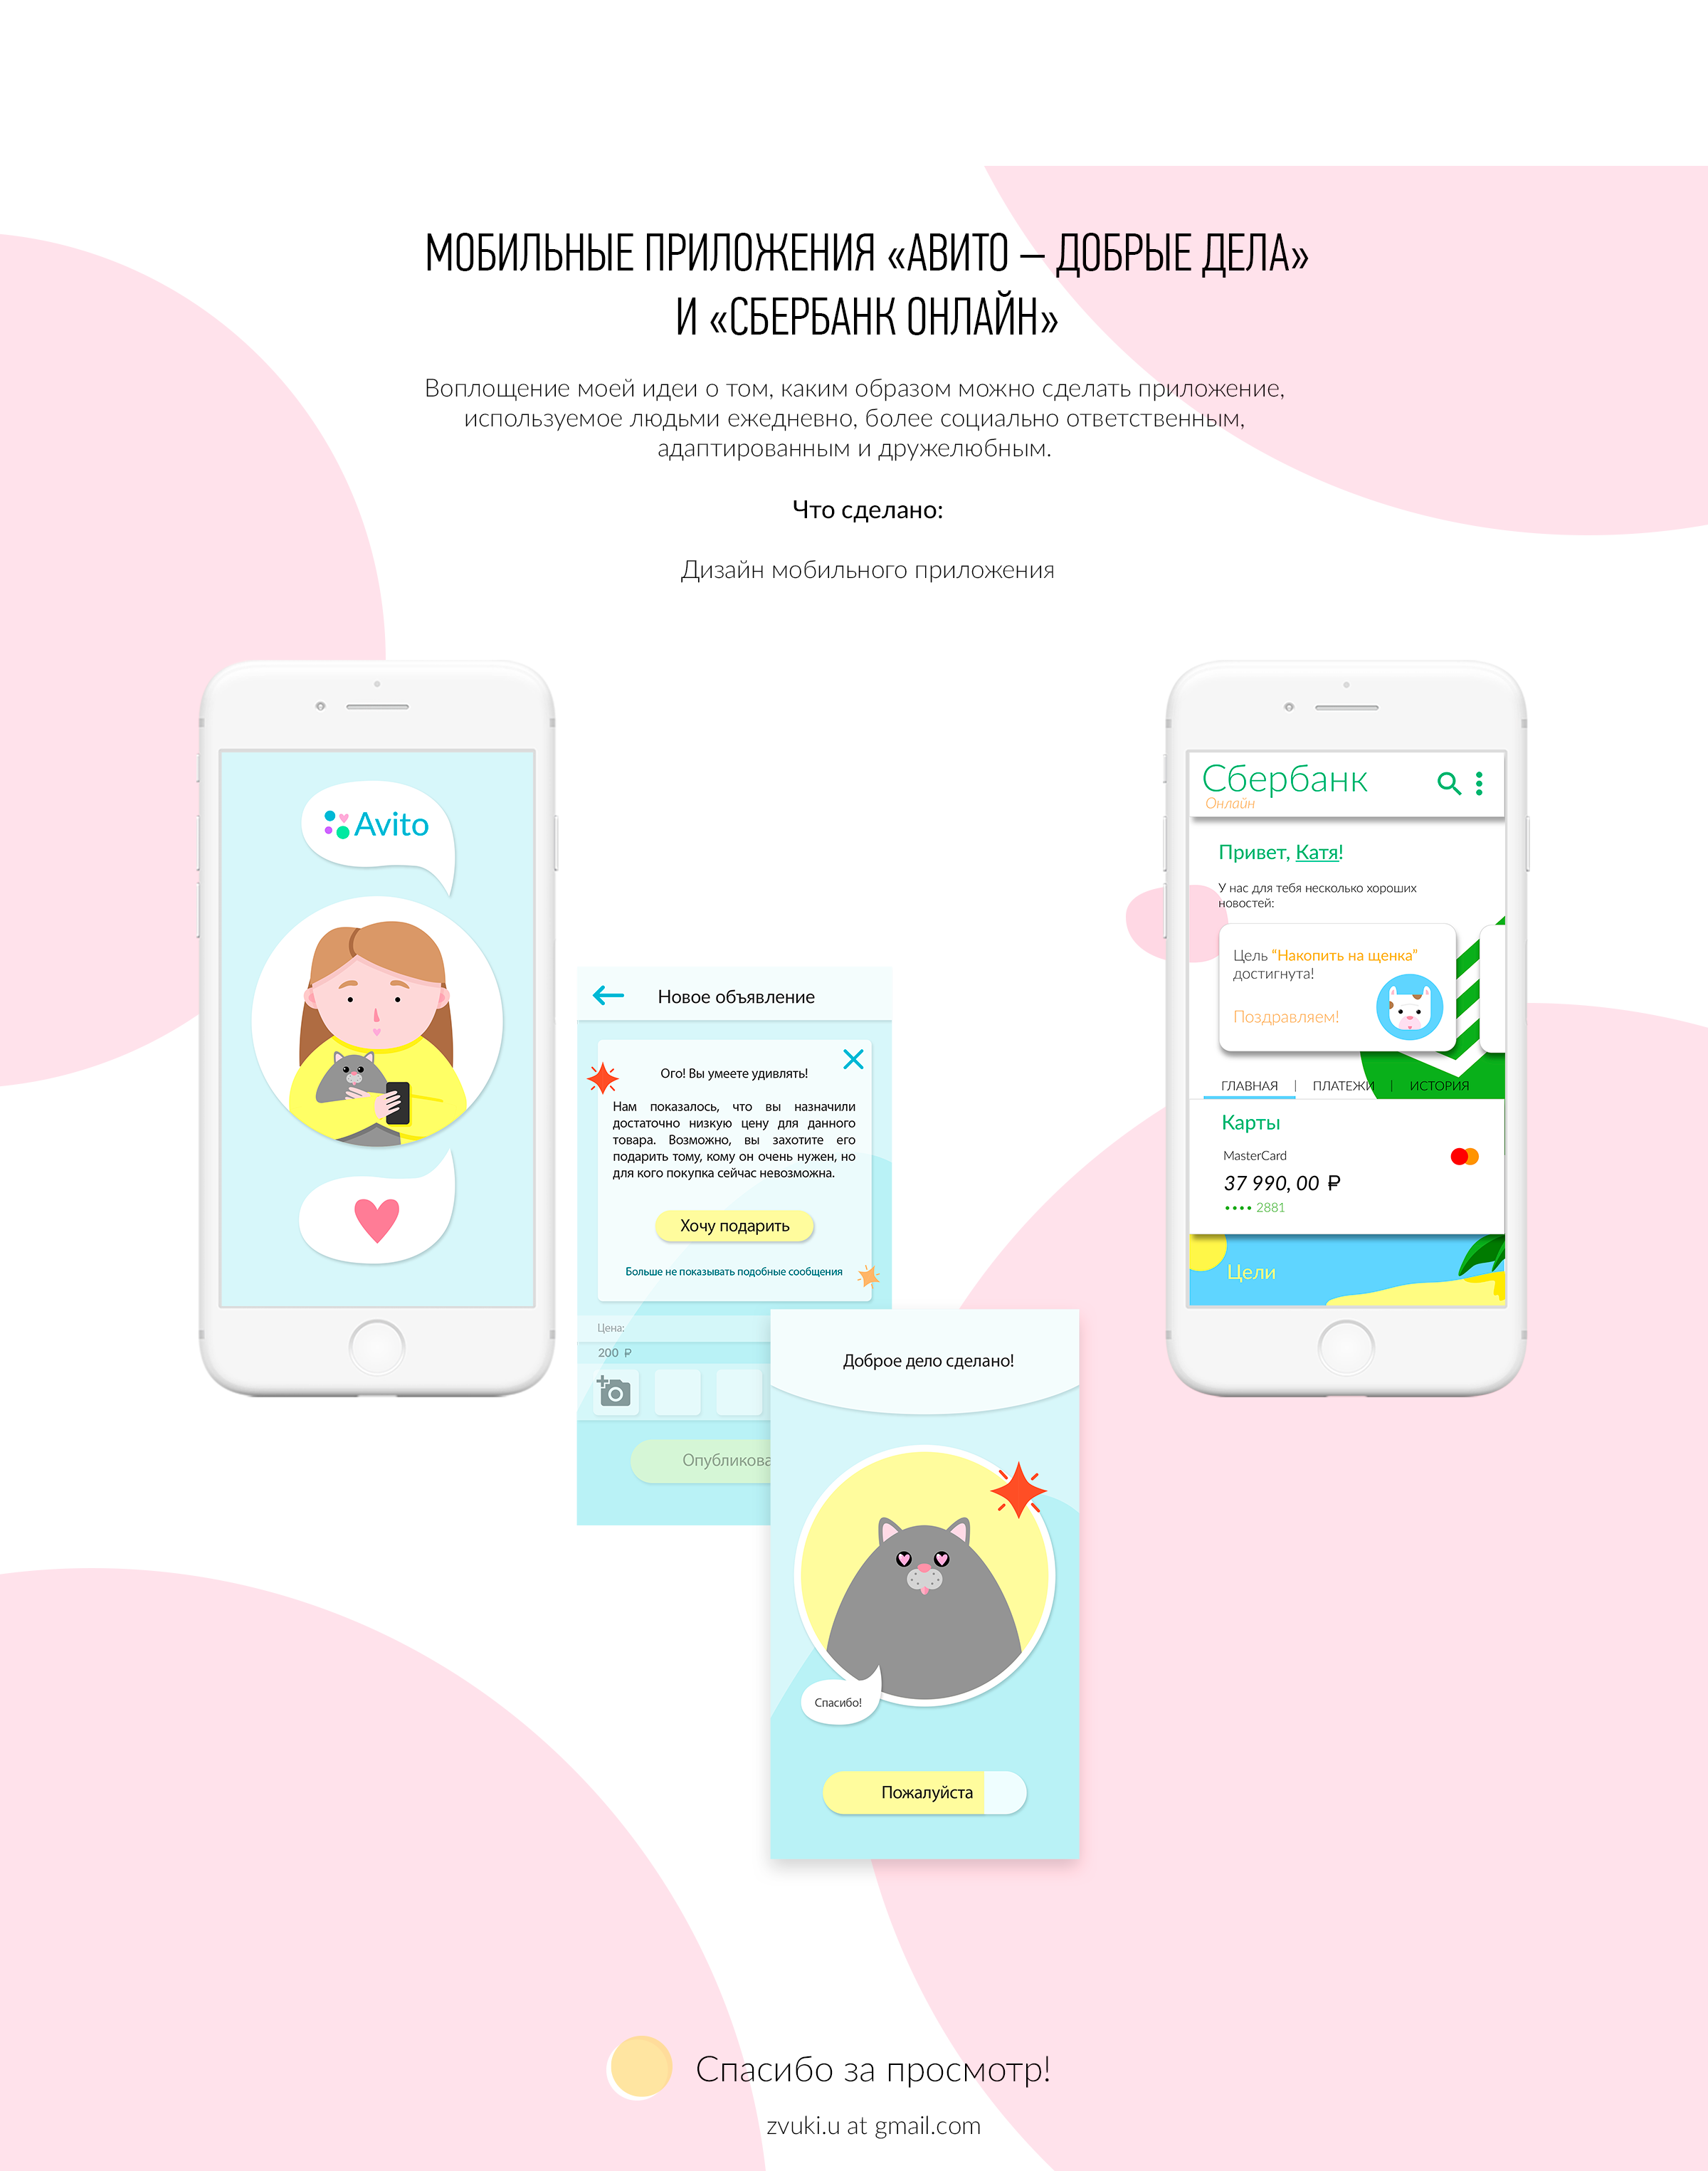 МОБИЛЬНЫЕ ПРИЛОЖЕНИЯ «АВИТО – ДОБРЫЕ ДЕЛА»
И «СБЕРБАНК ОНЛАЙН»
Воплощение моей идеи о том, каким образом можно сделать приложение,
используемое людьми ежедневно, более социально ответственным,
адаптированным и дружелюбным.
Что сделано:
Дизайн мобильного приложения
Avito
Новое объявление
Ого! Вы умеете удивлять!
Нам показалось, что вы назначили
достаточно низкую цену для данного
товара. Возможно, вы захотите его
подарить тому, кому он очень нужен, но
для кого покупка сейчас невозможна.
Хочу подарить
Больше не показывать подобные сообщения
Цена:
200 ₽
Опубликова
Доброе дело сделано!
Спасибо!
Пожалуйста
Сбербанк
Онлайн
Привет, Катя!
У нас для тебя несколько хороших
новостей:
Цель “Накопить на щенка”
достигнута!
Поздравляем!
ГЛАВНАЯ | ПЛАТЕЖИ | ИСТОРИЯ
Карты
MasterCard
37 990, 00 ₽
•••• 2881
Цели
Спасибо за просмотр!
zvuki.u at gmail.com